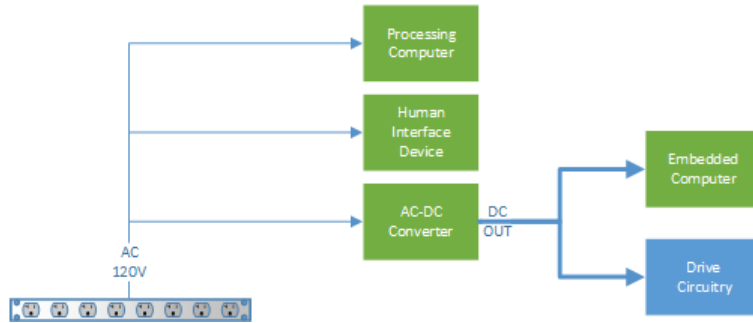 Processing
Computer
Human
Interface
Device
AC-DC
Converter
DC
OUT
Embedded
Computer
Drive
Circuitry
AC
120V